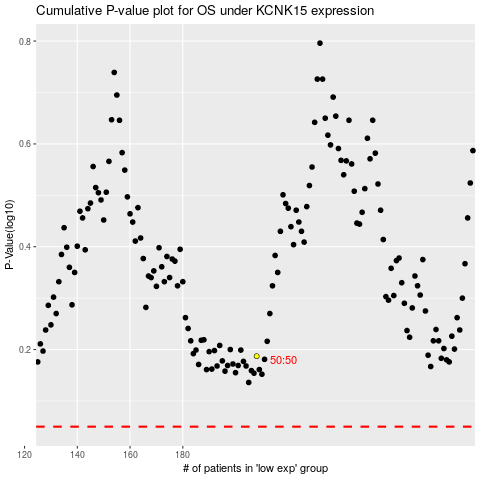 Cumulative P-value plot for OS under KCNK15 expression
P-Value(log10)
0.8
0.6
0.4
0.2
50:50
120 140 160 180
# of patients in 'low exp' group